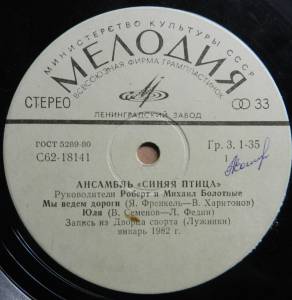 МИНИСТЕРСТВО КУЛЬТУРЫ СССР
МЕЛОДИЯ
ВСЕСОЮЗНАЯ ФИРМА ГРАМПЛАСТИНОК
СТЕРЕО
33
ЛЕНИНГРАДСКИЙ ЗАВОД
ГОСТ 5289-80
Гр. 3. 1-35
С62-18141
1
АНСАМБЛЬ «СИНЯЯ ПТИЦА»
Руководители Роберт и Михаил Болотные
Мы ведем дороги (Я. Френкель—В. Харитонов)
Юля (В. Семенов—Л. Федин)
Запись из Дворца спорта (Лужники)
январь 1982 г.